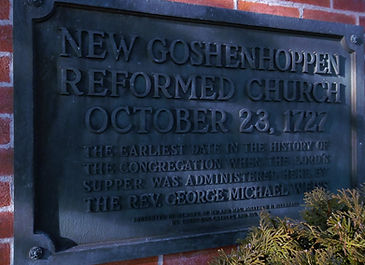 NEW GOSHENHOPPEN
REFORMED CHURCH
OCTOBER 23, 1727
THE EARLIEST DATE IN THE HISTORY OF
THE CONGREGATION WHEN THE LORD'S
SUPPER WAS ADMINISTERED HERE BY
THE REV. GEORGE MICHAEL WEISS